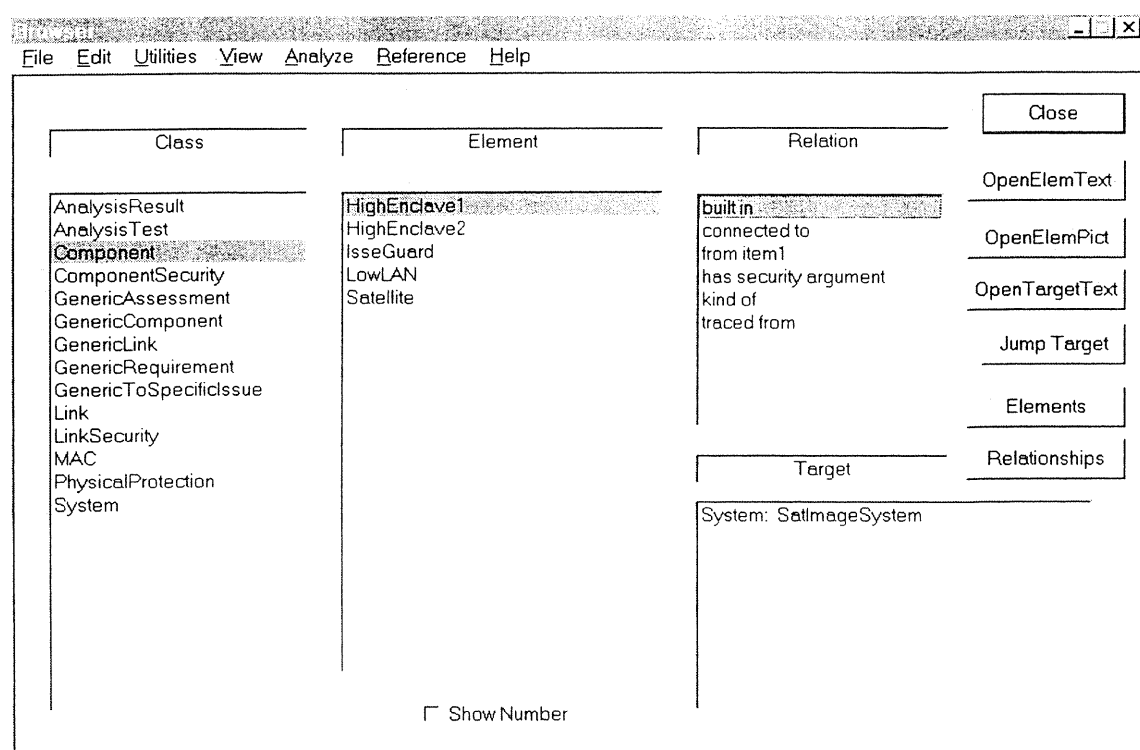 Browser
File Edit Utilities View Analyze Reference Help
Close
Class Element Relation
OpenElemText
AnalysisResult
AnalysisTest
Component
ComponentSecurity
GenericAssessment
GenericComponent
GenericLink
GenericRequirement
GenericToSpecificIssue
Link
LinkSecurity
MAC
PhysicalProtection
System
HighEnclave1
HighEnclave2
IsseGuard
LowLAN
Satellite
built in
connected to
from item1
has security argument
kind of
traced from
OpenElemPict
OpenTargetText
Jump Target
Elements
Relationships
Target
System: SatImageSystem
Show Number